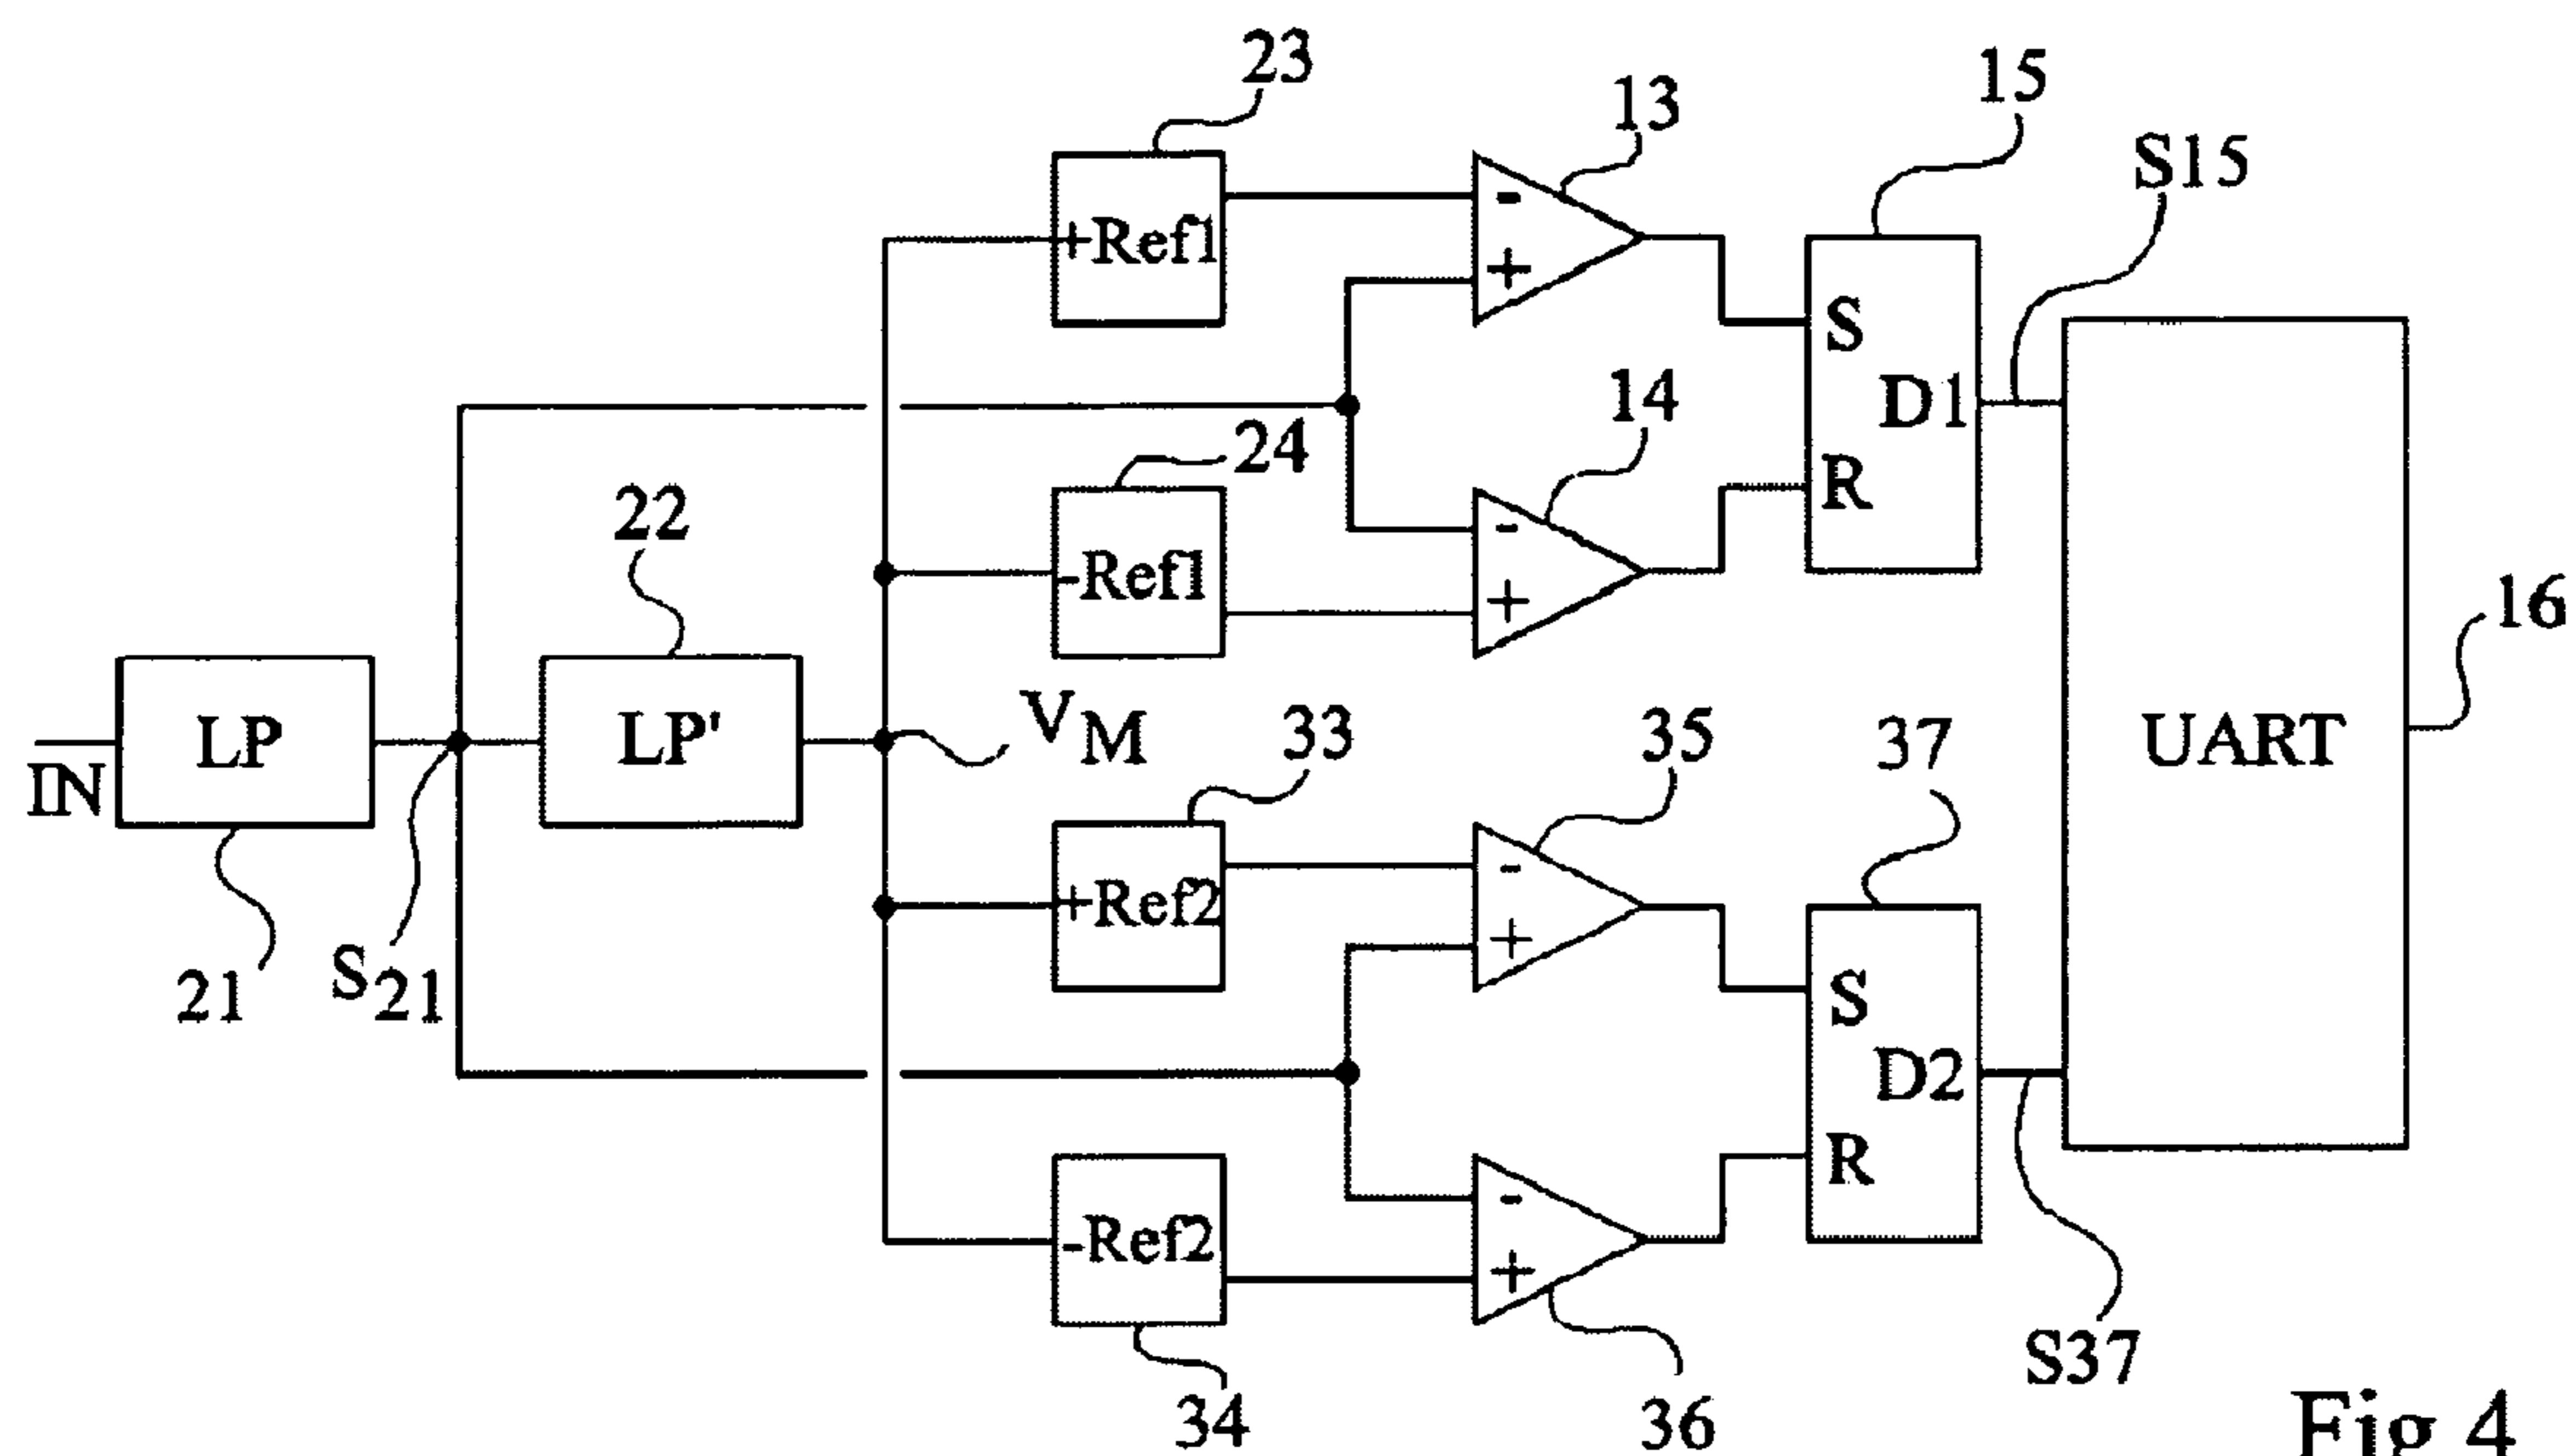 23
13
15
S15
+Ref1
-
+
S
D1
R
24
14
-Ref1
-
+
22
16
IN
LP
LP'
VM
UART
21
S21
33
35
37
+Ref2
-
+
S
D2
R
-Ref2
-
+
34
36
S37
Fig 4